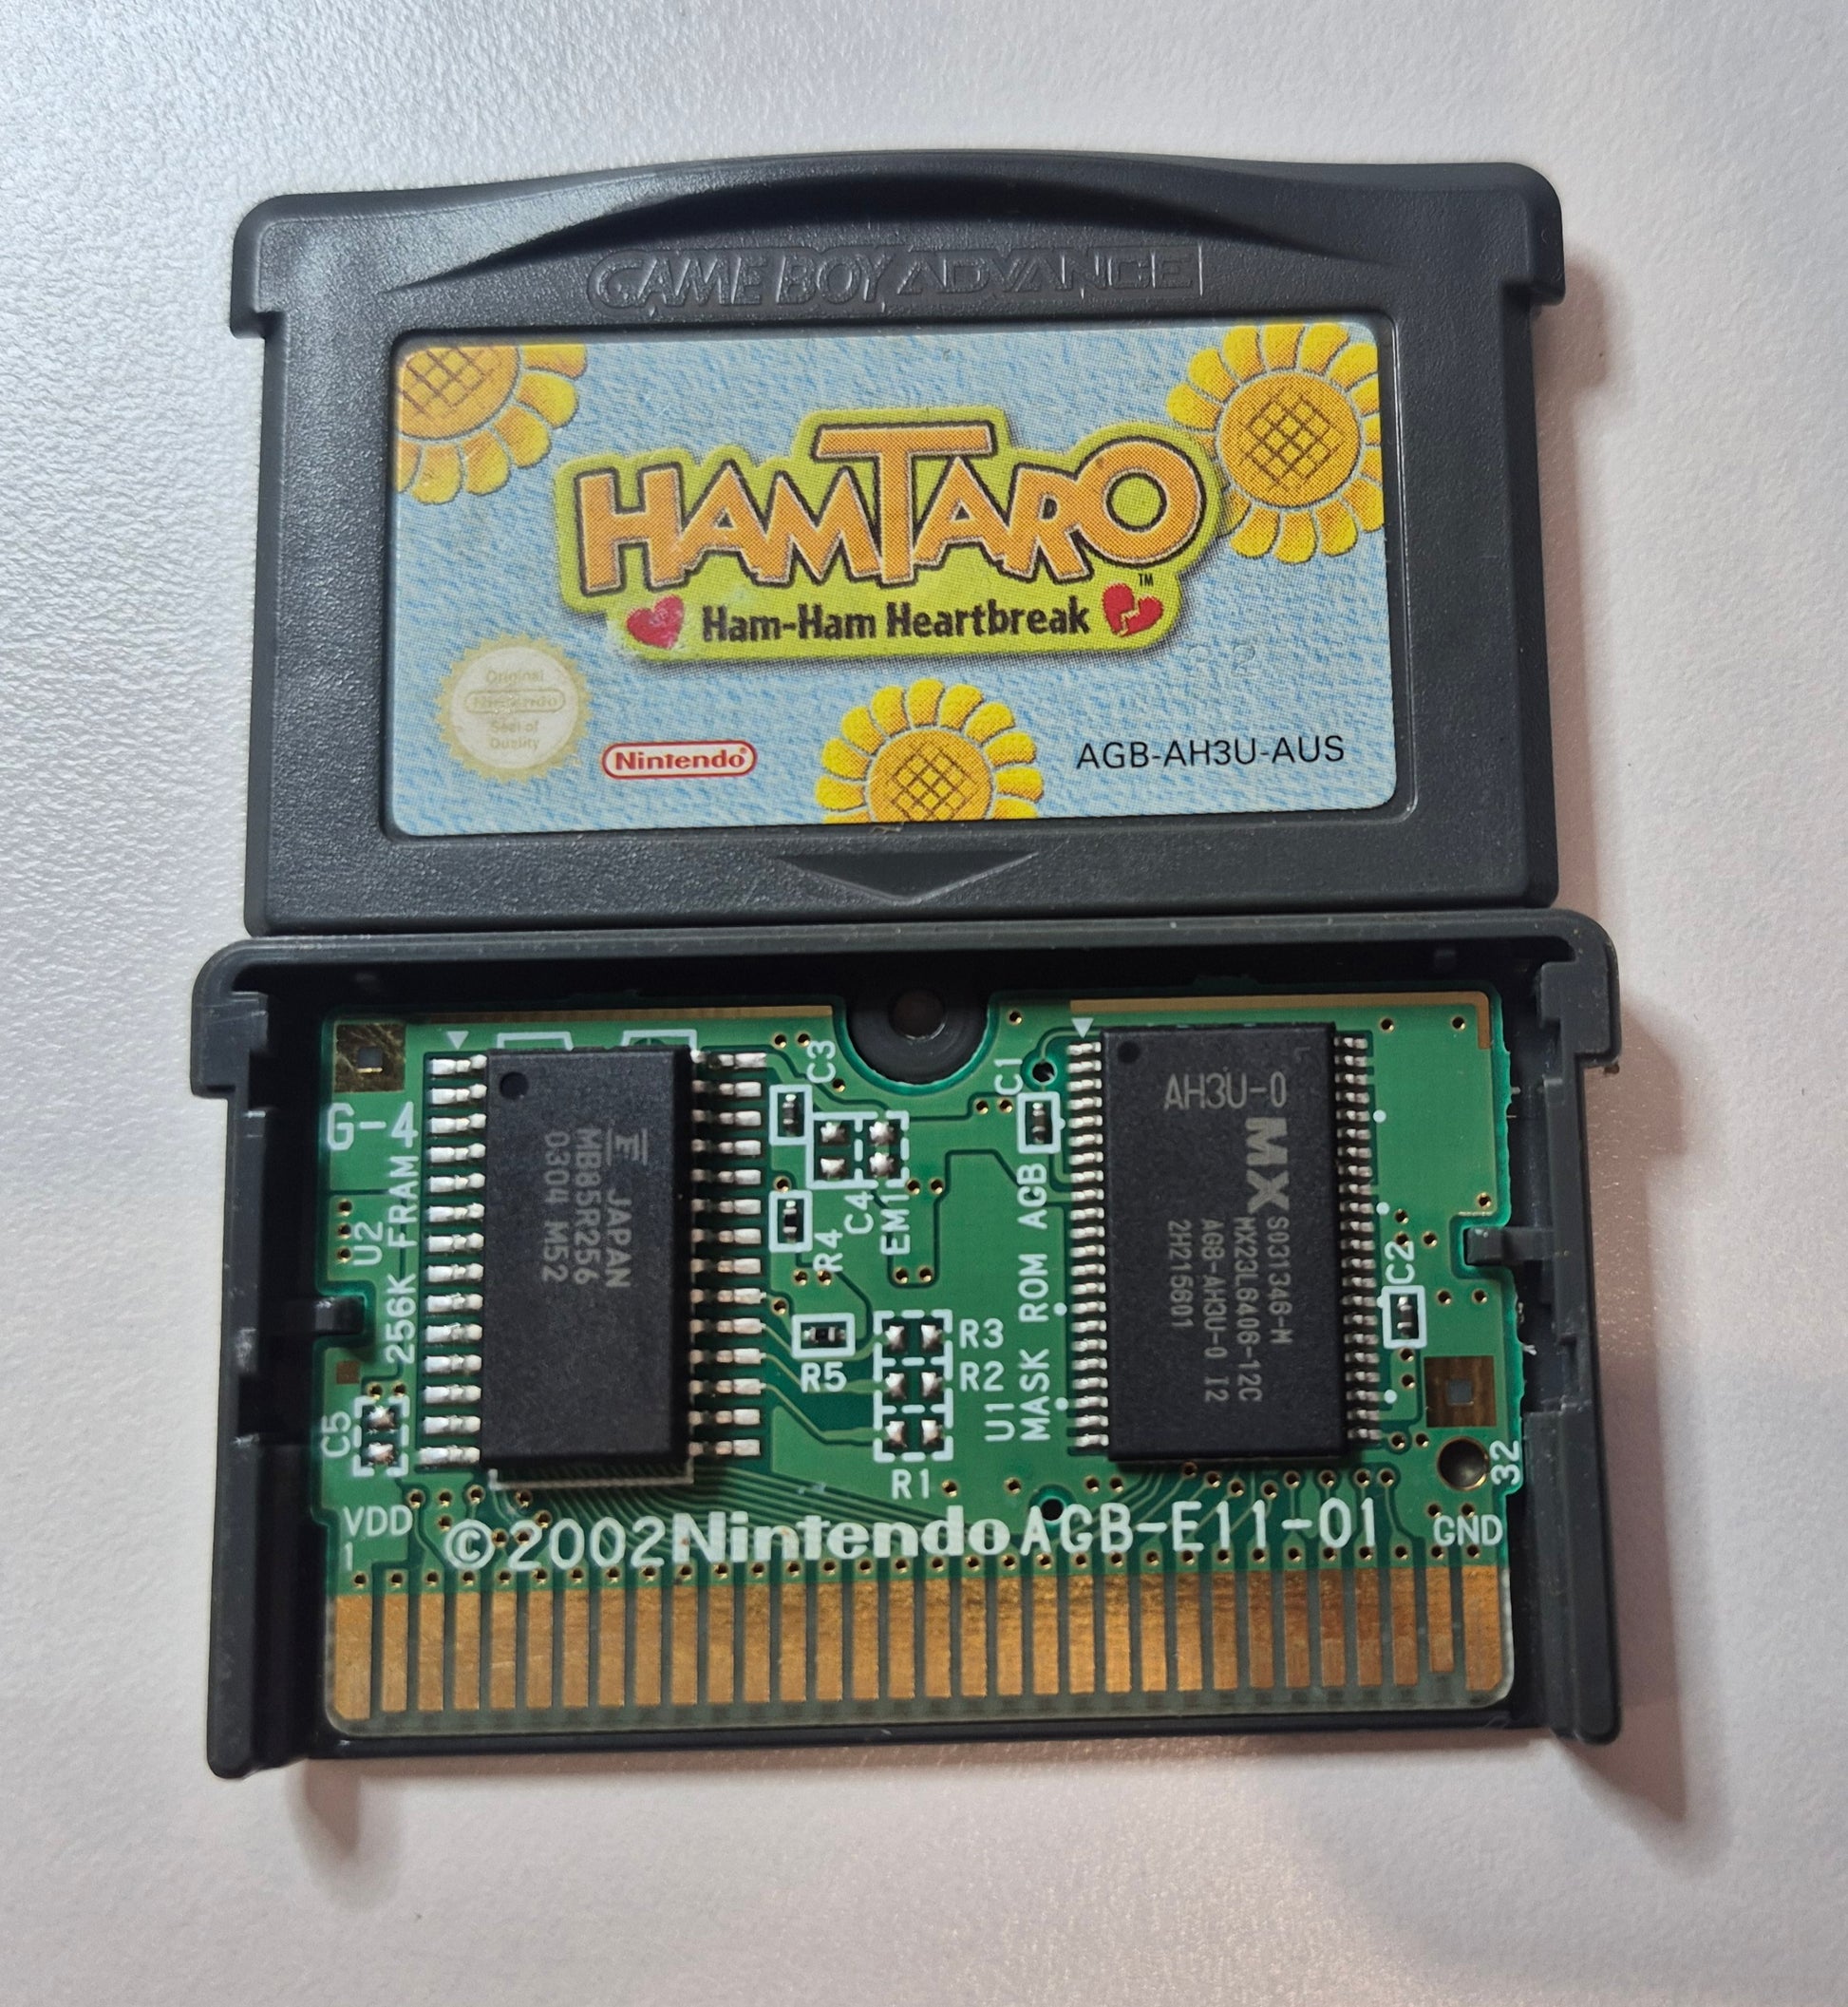 GAME BOY ADVANCE
HAMTARO
TM
Ham-Ham Heartbreak
Original
Nintendo
Seal of
Quality
Nintendo®
AGB-AH3U-AUS
G-4
U2
256K FRAM
JAPAN
MB85R256
0304 M52
C3
C4
EM1
R4
R5
R3
R2
R1
C1
U1
MASK ROM AGB
AH3U-0
MX
S031346-M
MX23L6406-12C
AGB-AH3U-0 I2
2H215601
C2
C5
32
VDD
1
©2002 Nintendo AGB-E11-01
GND